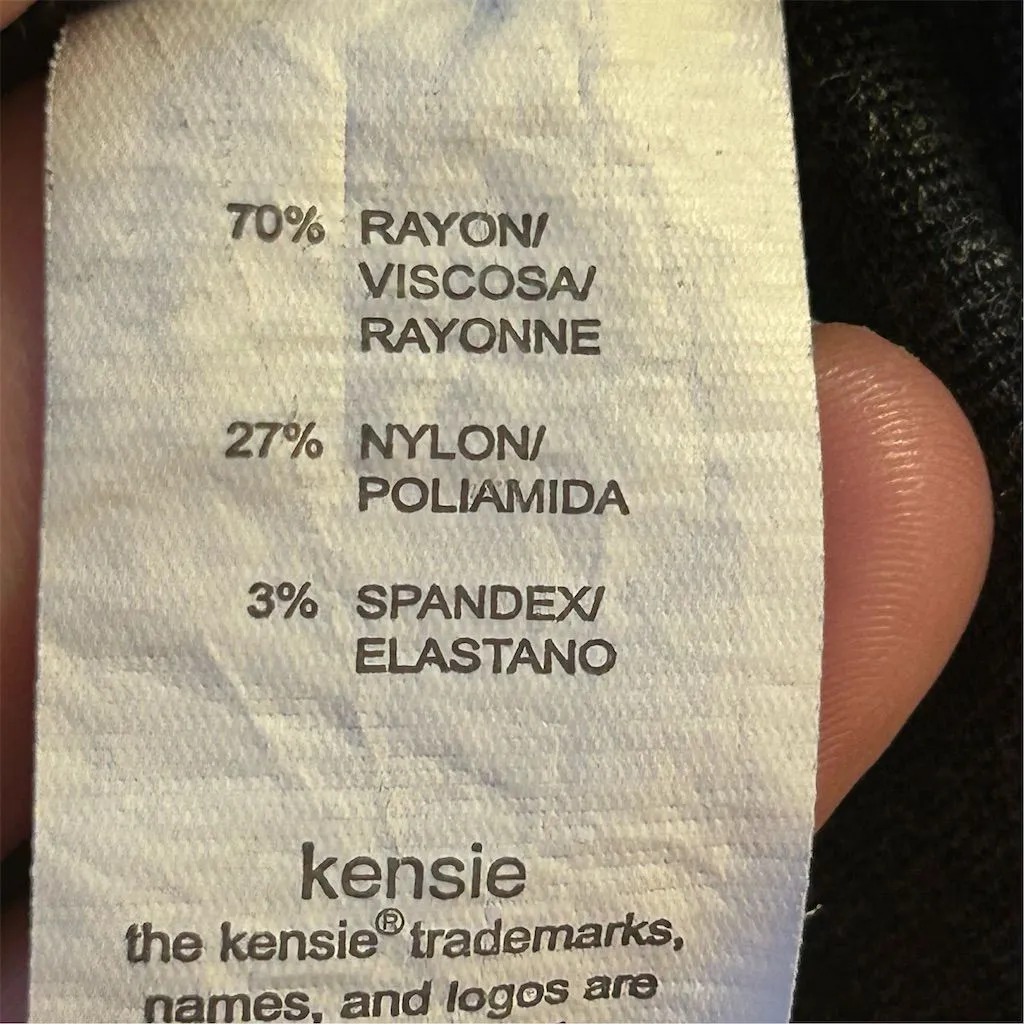 70% RAYON/
VISCOSA/
RAYONNE
27% NYLON/
POLIAMIDA
3% SPANDEX/
ELASTANO
kensie
the kensie® trademarks,
names, and logos are